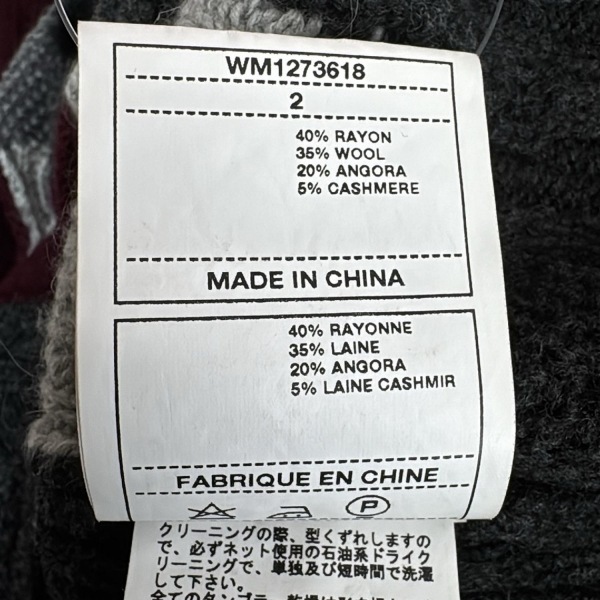 WM1273618
2
40% RAYON
35% WOOL
20% ANGORA
5% CASHMERE
MADE IN CHINA
40% RAYONNE
35% LAINE
20% ANGORA
5% LAINE CASHMIR
FABRIQUE EN CHINE
P
クリーニングの際、型くずれしますの
で、必ずネット使用の石油系ドライク
リーニングで、単独及び短時間で洗濯
して下さい。